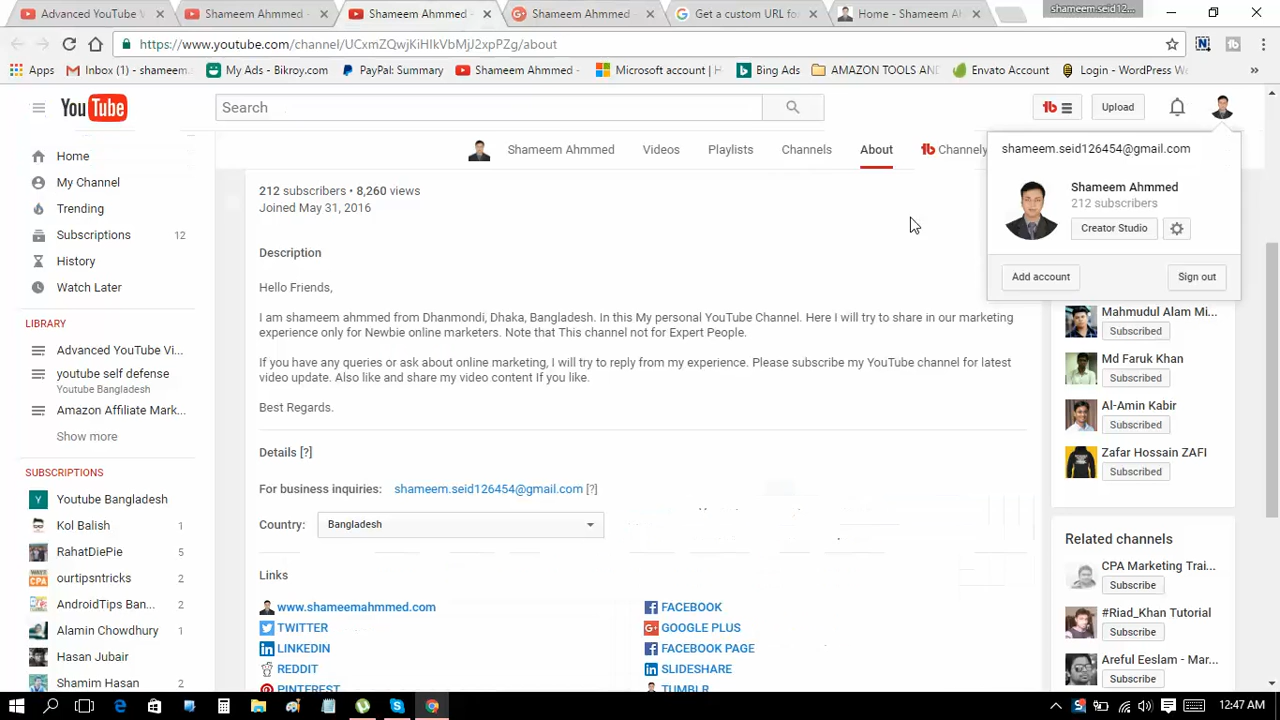 Advanced YouTube V
Shameem Ahmmed -
Shameem Ahmmed -
Shameem Ahmmed
Get a custom URL for
Home - Shameem A
shameem.seid12...
https://www.youtube.com/channel/UCxmZQwjKiHIkVbMjJ2xpPZg/about
Apps
Inbox (1) - shameem.
My Ads - Bikroy.com
PayPal: Summary
Shameem Ahmmed -
Microsoft account | H
Bing Ads
AMAZON TOOLS AND
Envato Account
Login - WordPress W
YouTube
Search
Upload
Home
My Channel
Trending
Subscriptions 12
History
Watch Later
LIBRARY
Advanced YouTube Vi...
youtube self defense
Youtube Bangladesh
Amazon Affiliate Mark...
Show more
SUBSCRIPTIONS
Y Youtube Bangladesh
Kol Balish 1
RahatDiePie 5
ourtipsntricks 2
AndroidTips Ban... 2
Alamin Chowdhury 1
Hasan Jubair
Shamim Hasan 2
Shameem Ahmmed Videos Playlists Channels About Channely
212 subscribers • 8,260 views
Joined May 31, 2016
Description
Hello Friends,
I am shameem ahmmed from Dhanmondi, Dhaka, Bangladesh. In this My personal YouTube Channel. Here I will try to share in our marketing
experience only for Newbie online marketers. Note that This channel not for Expert People.
If you have any queries or ask about online marketing, I will try to reply from my experience. Please subscribe my YouTube channel for latest
video update. Also like and share my video content If you like.
Best Regards.
Details [?]
For business inquiries: shameem.seid126454@gmail.com [?]
Country: Bangladesh
Links
www.shameemahmmed.com
TWITTER
LINKEDIN
REDDIT
PINTEREST
FACEBOOK
GOOGLE PLUS
FACEBOOK PAGE
SLIDESHARE
TUMBLR
shameem.seid126454@gmail.com
Shameem Ahmmed
212 subscribers
Creator Studio
Add account
Sign out
Mahmudul Alam Mi...
Subscribed
Md Faruk Khan
Subscribed
Al-Amin Kabir
Subscribed
Zafar Hossain ZAFI
Subscribed
Related channels
CPA Marketing Trai...
Subscribe
#Riad_Khan Tutorial
Subscribe
Areful Eeslam - Mar...
Subscribe
12:47 AM